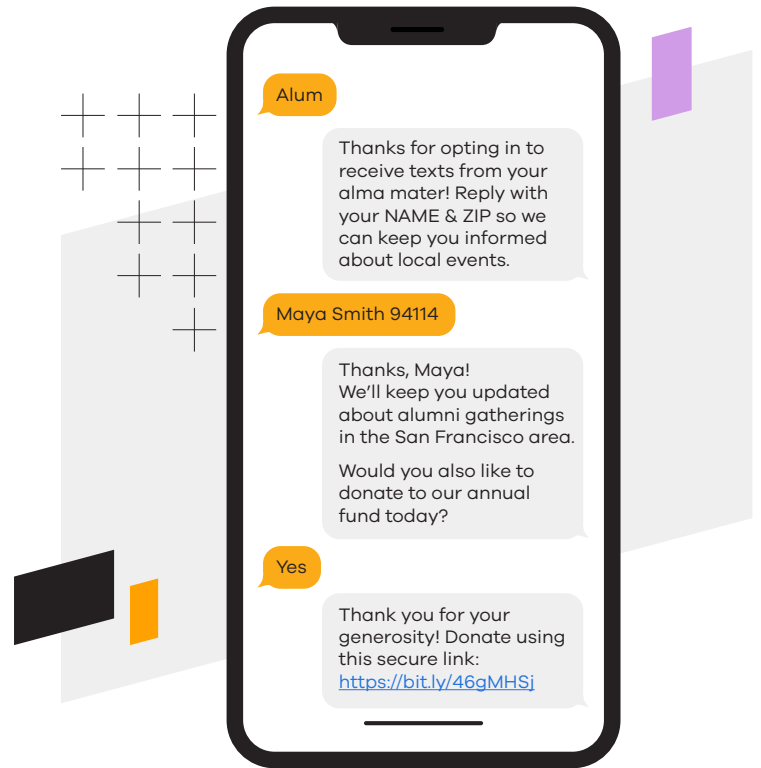 Alum
Thanks for opting in to
receive texts from your
alma mater! Reply with
your NAME & ZIP so we
can keep you informed
about local events.
Maya Smith 94114
Thanks, Maya!
We’ll keep you updated
about alumni gatherings
in the San Francisco area.
Would you also like to
donate to our annual
fund today?
Yes
Thank you for your
generosity! Donate using
this secure link:
https://bit.ly/46gMHSj